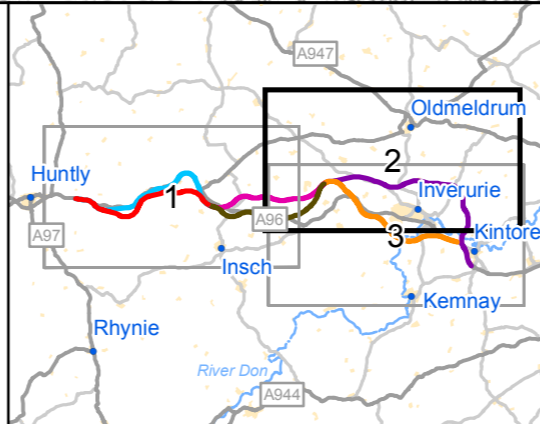 A947
Oldmeldrum
2
Huntly
1
Inverurie
A96
A97
3
Kintore
Insch
Kemnay
Rhynie
River Don
A944